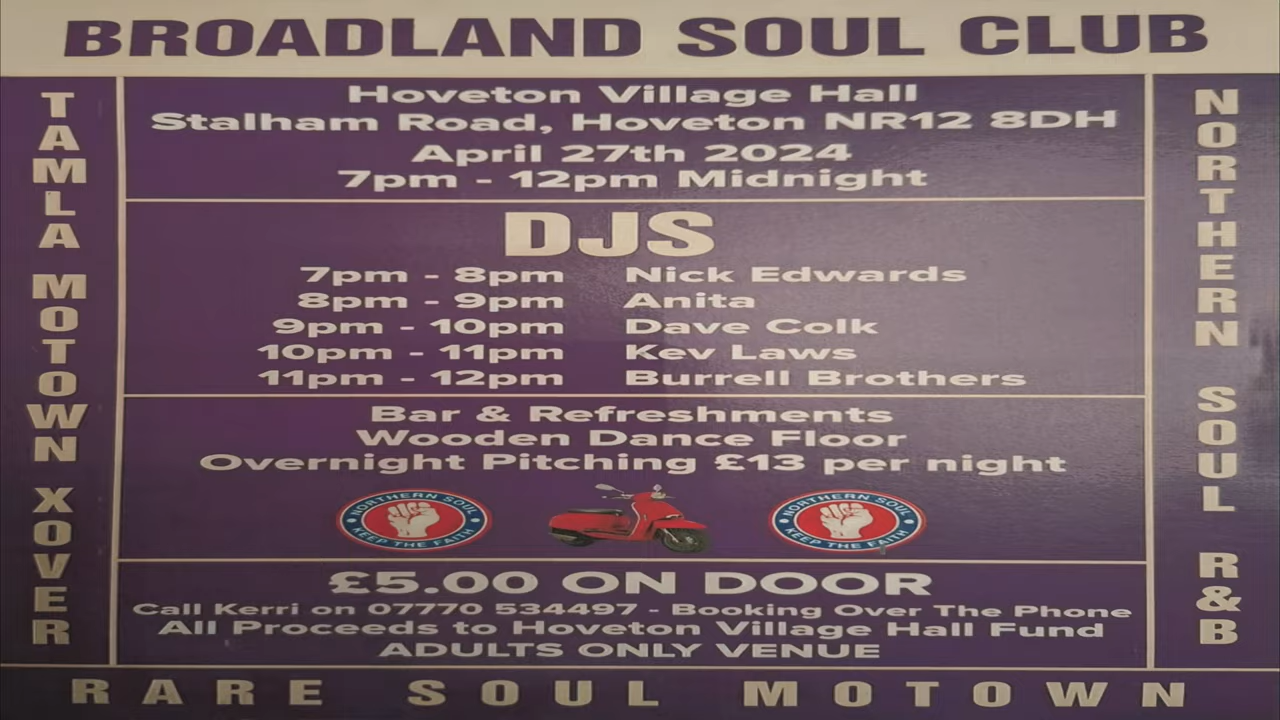 BROADLAND SOUL CLUB
TAMLA MOTOWN XOVER
Hoveton Village Hall
Stalham Road, Hoveton NR12 8DH
April 27th 2024
7pm - 12pm Midnight
DJS
7pm - 8pm Nick Edwards
8pm - 9pm Anita
9pm - 10pm Dave Colk
10pm - 11pm Kev Laws
11pm - 12pm Burrell Brothers
Bar & Refreshments
Wooden Dance Floor
Overnight Pitching £13 per night
NORTHERN SOUL
KEEP THE FAITH
NORTHERN SOUL
KEEP THE FAITH
£5.00 ON DOOR
Call Kerri on 07770 534497 - Booking Over The Phone
All Proceeds to Hoveton Village Hall Fund
ADULTS ONLY VENUE
NORTHERN SOUL R&B
RARE SOUL MOTOWN